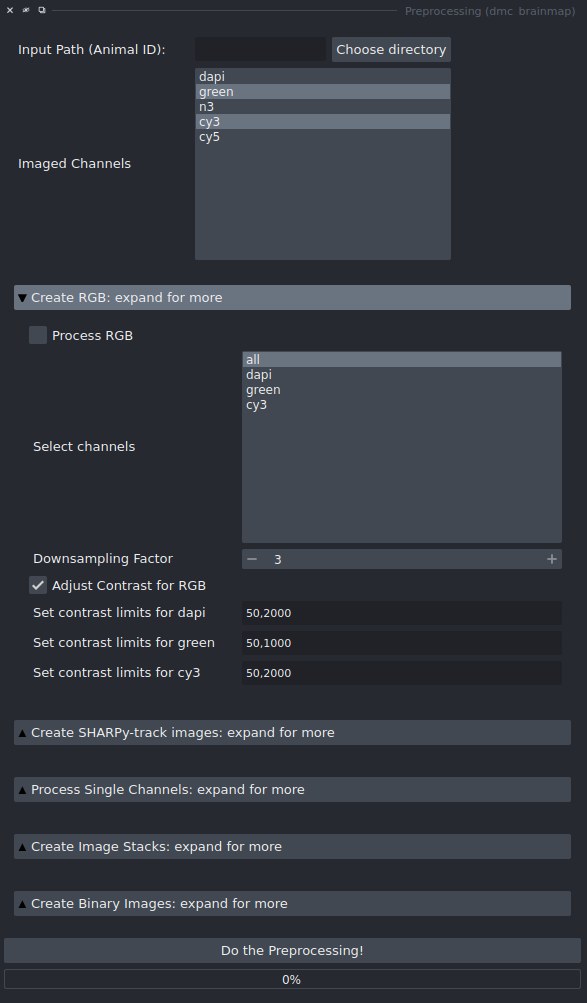 Preprocessing (dmc_brainmap)
Input Path (Animal ID):
Choose directory
dapi
green
n3
cy3
cy5
Imaged Channels
Create RGB: expand for more
Process RGB
all
dapi
green
cy3
Select channels
Downsampling Factor
3
Adjust Contrast for RGB
Set contrast limits for dapi
50,2000
Set contrast limits for green
50,1000
Set contrast limits for cy3
50,2000
Create SHARPy-track images: expand for more
Process Single Channels: expand for more
Create Image Stacks: expand for more
Create Binary Images: expand for more
Do the Preprocessing!
0%